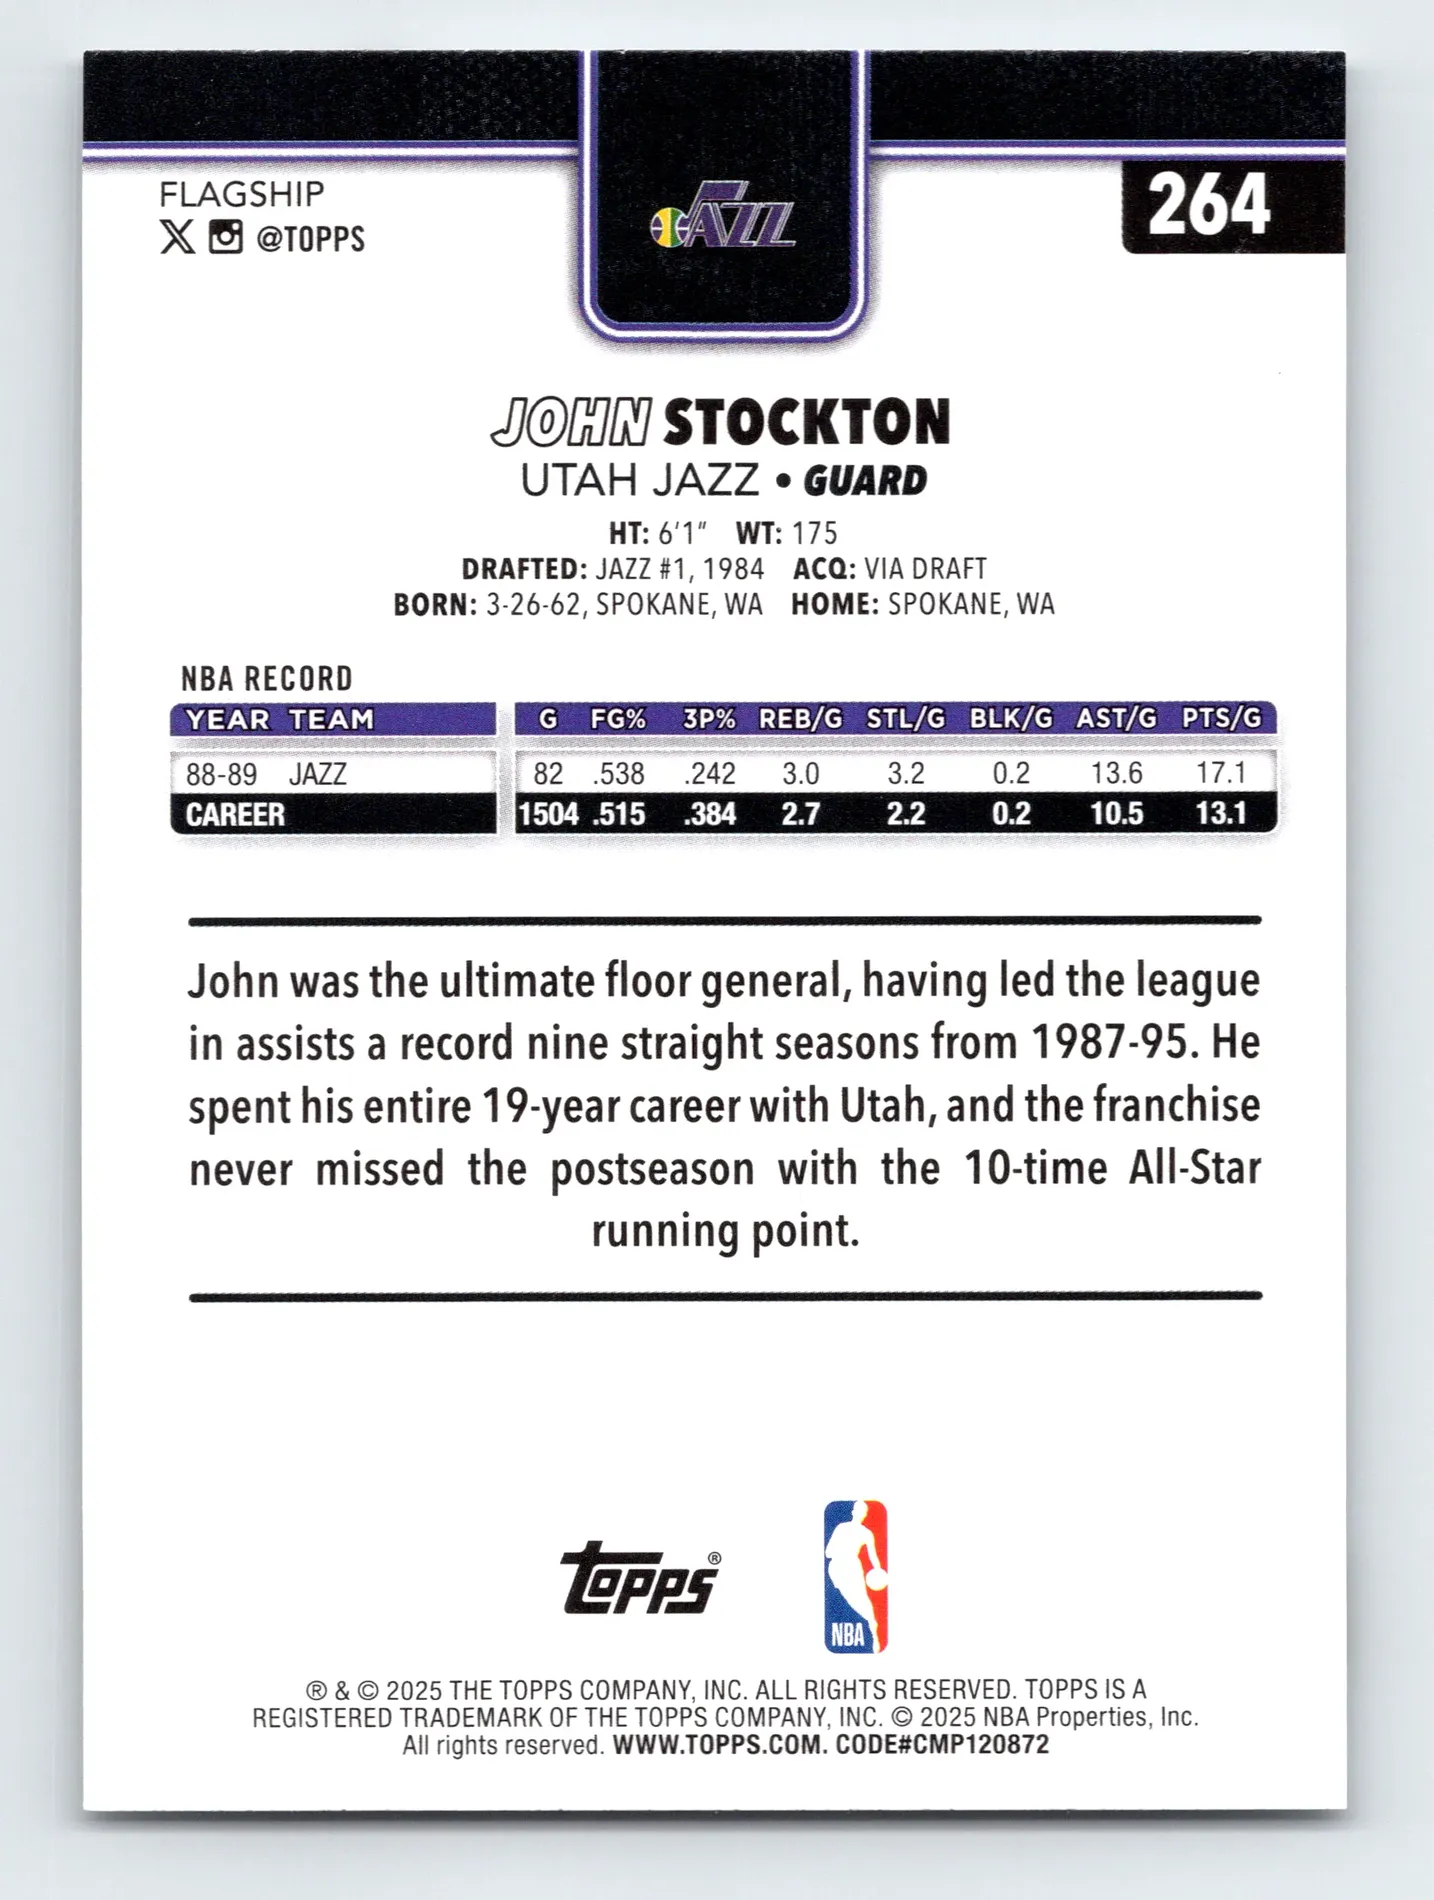 JAZZ
FLAGSHIP
264
@TOPPS
JOHN STOCKTON
UTAH JAZZ • GUARD
HT: 6'1" WT: 175
DRAFTED: JAZZ #1, 1984 ACQ: VIA DRAFT
BORN: 3-26-62, SPOKANE, WA HOME: SPOKANE, WA
NBA RECORD
YEAR TEAM G FG% 3P% REB/G STL/G BLK/G AST/G PTS/G
88-89 JAZZ 82 .538 .242 3.0 3.2 0.2 13.6 17.1
CAREER 1504 .515 .384 2.7 2.2 0.2 10.5 13.1
John was the ultimate floor general, having led the league
in assists a record nine straight seasons from 1987-95. He
spent his entire 19-year career with Utah, and the franchise
never missed the postseason with the 10-time All-Star
running point.
Topps®
NBA
® & © 2025 THE TOPPS COMPANY, INC. ALL RIGHTS RESERVED. TOPPS IS A
REGISTERED TRADEMARK OF THE TOPPS COMPANY, INC. © 2025 NBA Properties, Inc.
All rights reserved. WWW.TOPPS.COM. CODE#CMP120872